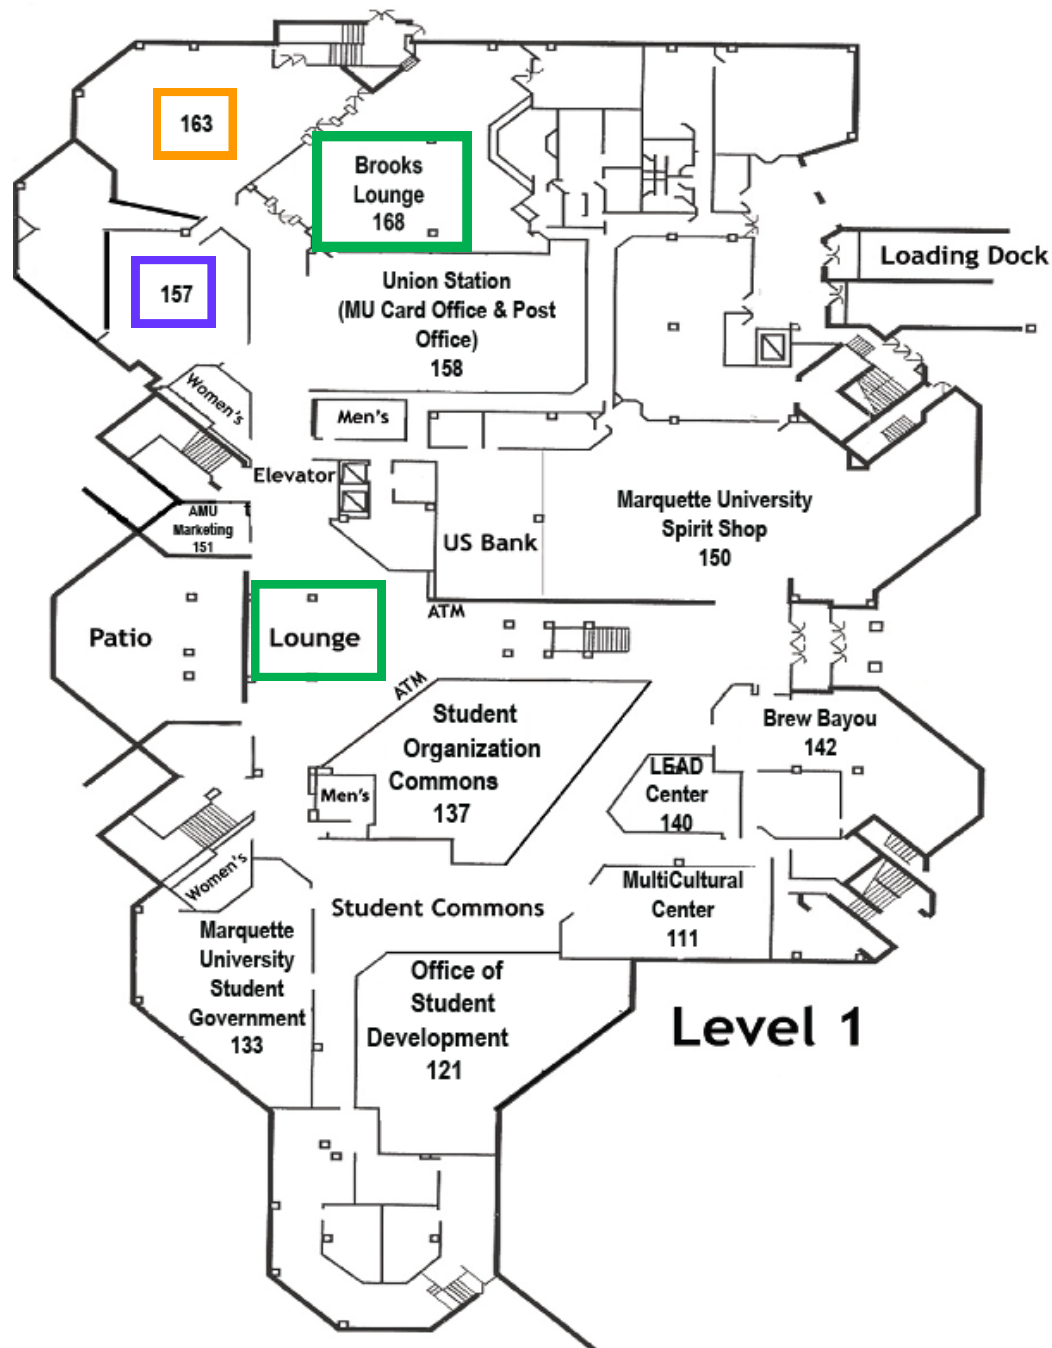 163
Brooks
Lounge
168
Loading Dock
157
Union Station
(MU Card Office & Post
Office)
158
Women's
Men's
Elevator
AMU
Marketing
151
US Bank
Marquette University
Spirit Shop
150
ATM
Patio
Lounge
ATM
Student
Organization
Commons
137
Brew Bayou
142
LEAD
Center
140
Men's
Women's
Student Commons
MultiCultural
Center
111
Marquette
University
Student
Government
133
Office of
Student
Development
121
Level 1